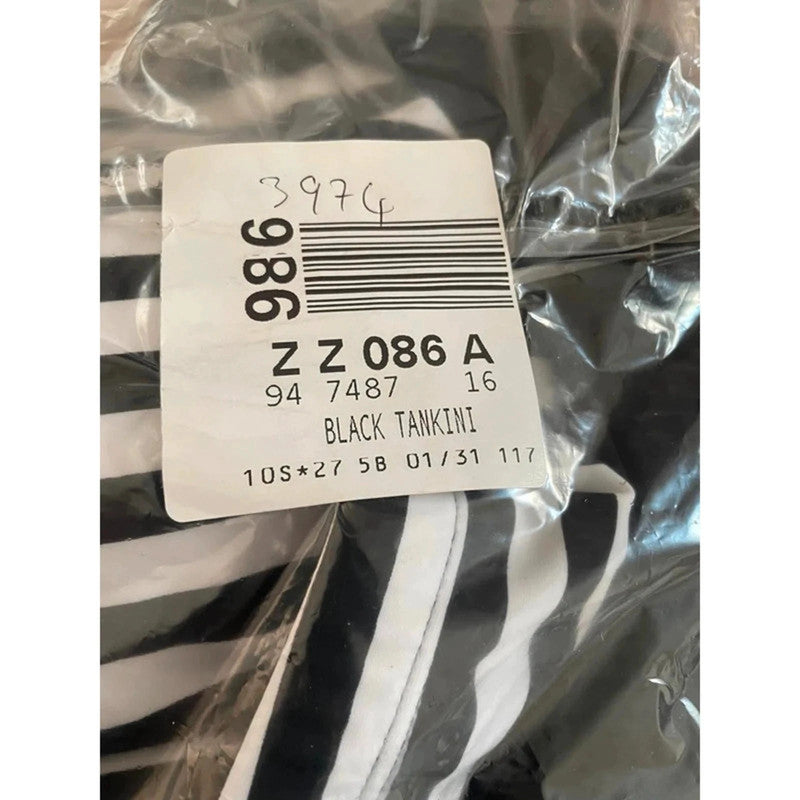 3974
986
Z Z 086 A
94 7487 16
BLACK TANKINI
10S*27 5B 01/31 117